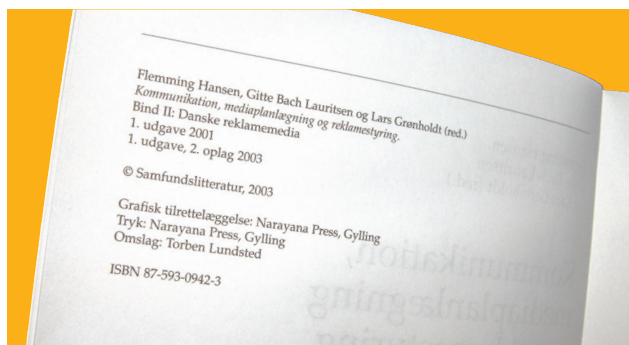 Flemming Hansen, Gitte Bach Lauritsen og Lars Grønholdt (red.)
Kommunikation, mediaplanlægning og reklamestyring.
Bind II: Danske reklamemedia
1. udgave 2001
1. udgave, 2. oplag 2003
© Samfundslitteratur, 2003
Grafisk tilrettelæggelse: Narayana Press, Gylling
Tryk: Narayana Press, Gylling
Omslag: Torben Lundsted
ISBN 87-593-0942-3